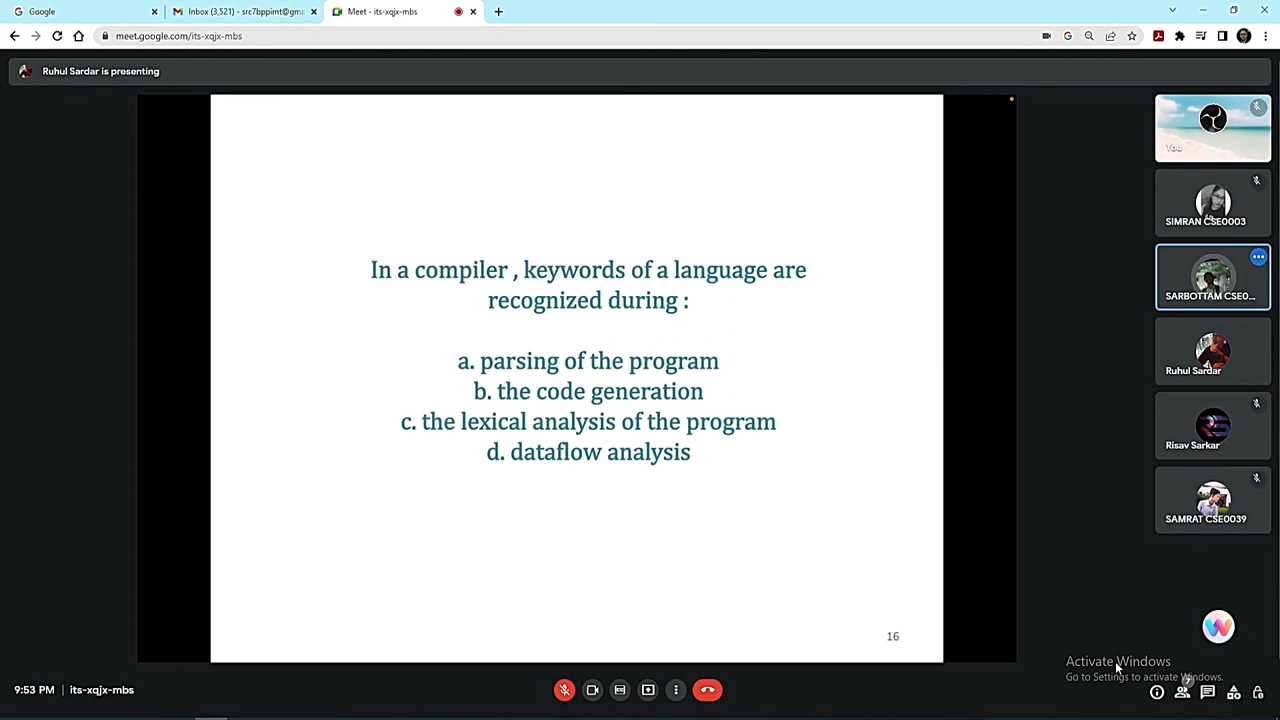 Google
Inbox (3,521) - src7bppimt@gma
Meet - its-xqjx-mbs
meet.google.com/its-xqjx-mbs
Ruhul Sardar is presenting
You
SIMRAN CSE0003
SARBOTTAM CSE0...
Ruhul Sardar
Risav Sarkar
SAMRAT CSE0039
In a compiler , keywords of a language are
recognized during :
a. parsing of the program
b. the code generation
c. the lexical analysis of the program
d. dataflow analysis
16
Activate Windows
Go to Settings to activate Windows.
9:53 PM | its-xqjx-mbs
7